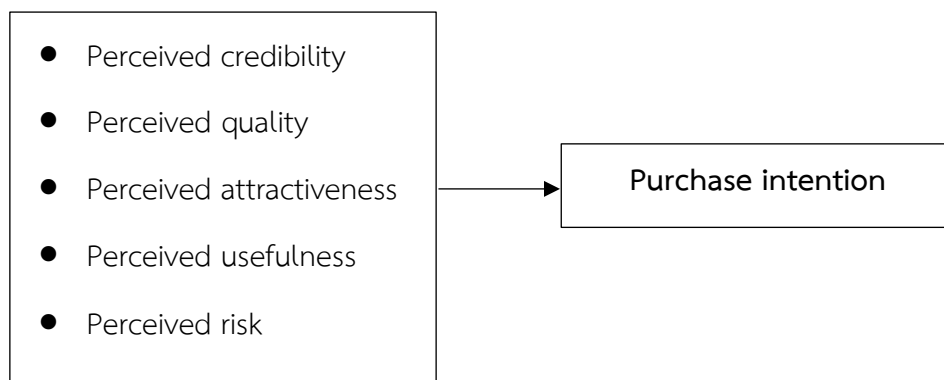 ● Perceived credibility
● Perceived quality
● Perceived attractiveness
● Perceived usefulness
● Perceived risk
Purchase intention